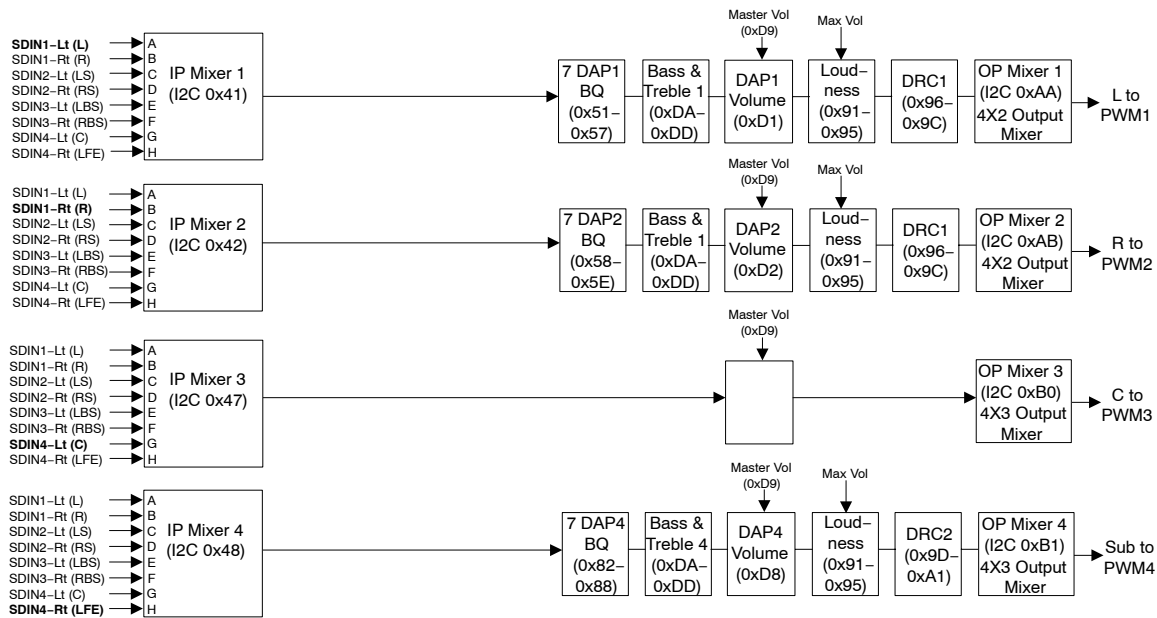 Master Vol
(0xD9)
Max Vol
SDIN1−Lt (L)
SDIN1−Rt (R)
SDIN2−Lt (LS)
SDIN2−Rt (RS)
SDIN3−Lt (LBS)
SDIN3−Rt (RBS)
SDIN4−Lt (C)
SDIN4−Rt (LFE)
A
B
C
D
E
F
G
H
IP Mixer 1
(I2C 0x41)
7 DAP1
BQ
(0x51−
0x57)
Bass &
Treble 1
(0xDA−
0xDD)
DAP1
Volume
(0xD1)
Loud−
ness
(0x91−
0x95)
DRC1
(0x96−
0x9C)
OP Mixer 1
(I2C 0xAA)
4X2 Output
Mixer
L to
PWM1
Master Vol
(0xD9)
Max Vol
SDIN1−Lt (L)
SDIN1−Rt (R)
SDIN2−Lt (LS)
SDIN2−Rt (RS)
SDIN3−Lt (LBS)
SDIN3−Rt (RBS)
SDIN4−Lt (C)
SDIN4−Rt (LFE)
A
B
C
D
E
F
G
H
IP Mixer 2
(I2C 0x42)
7 DAP2
BQ
(0x58−
0x5E)
Bass &
Treble 1
(0xDA−
0xDD)
DAP2
Volume
(0xD2)
Loud−
ness
(0x91−
0x95)
DRC1
(0x96−
0x9C)
OP Mixer 2
(I2C 0xAB)
4X2 Output
Mixer
R to
PWM2
Master Vol
(0xD9)
SDIN1−Lt (L)
SDIN1−Rt (R)
SDIN2−Lt (LS)
SDIN2−Rt (RS)
SDIN3−Lt (LBS)
SDIN3−Rt (RBS)
SDIN4−Lt (C)
SDIN4−Rt (LFE)
A
B
C
D
E
F
G
H
IP Mixer 3
(I2C 0x47)
OP Mixer 3
(I2C 0xB0)
4X3 Output
Mixer
C to
PWM3
Master Vol
(0xD9)
Max Vol
SDIN1−Lt (L)
SDIN1−Rt (R)
SDIN2−Lt (LS)
SDIN2−Rt (RS)
SDIN3−Lt (LBS)
SDIN3−Rt (RBS)
SDIN4−Lt (C)
SDIN4−Rt (LFE)
A
B
C
D
E
F
G
H
IP Mixer 4
(I2C 0x48)
7 DAP4
BQ
(0x82−
0x88)
Bass &
Treble 4
(0xDA−
0xDD)
DAP4
Volume
(0xD8)
Loud−
ness
(0x91−
0x95)
DRC2
(0x9D−
0xA1)
OP Mixer 4
(I2C 0xB1)
4X3 Output
Mixer
Sub to
PWM4